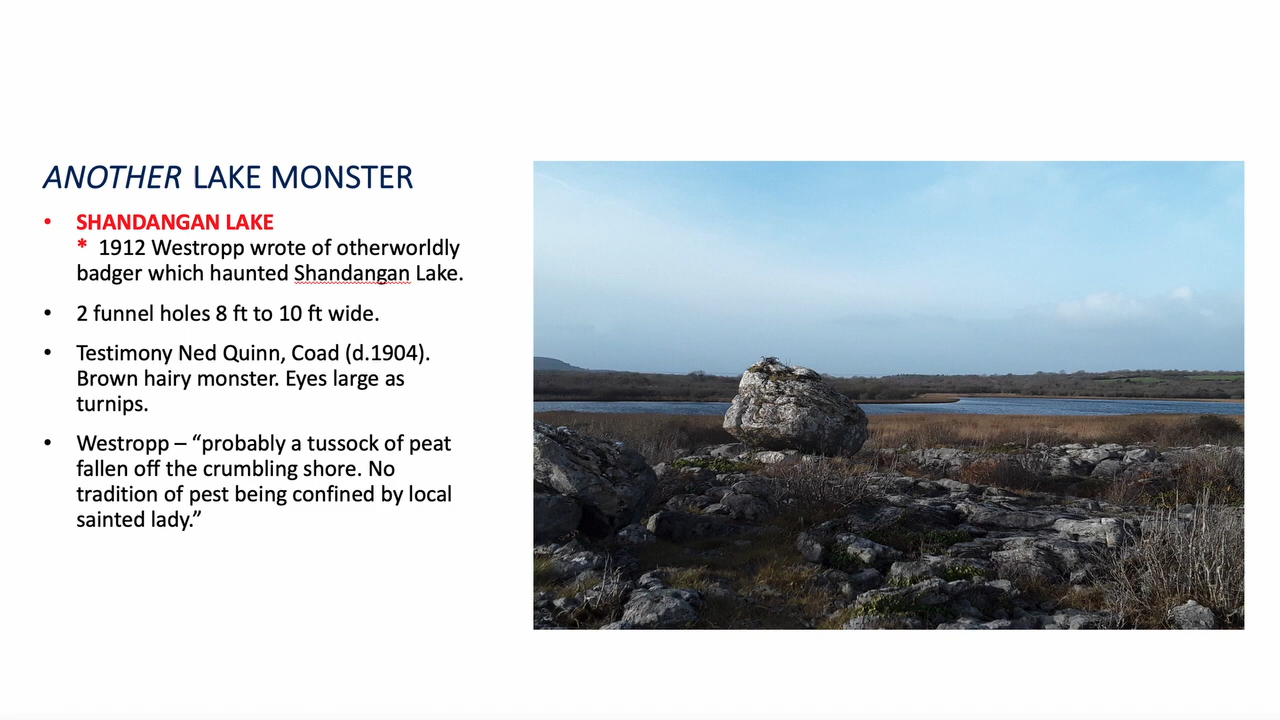 ANOTHER LAKE MONSTER
• SHANDANGAN LAKE
* 1912 Westropp wrote of otherworldly
badger which haunted Shandangan Lake.
• 2 funnel holes 8 ft to 10 ft wide.
• Testimony Ned Quinn, Coad (d.1904).
Brown hairy monster. Eyes large as
turnips.
• Westropp – “probably a tussock of peat
fallen off the crumbling shore. No
tradition of pest being confined by local
sainted lady.”